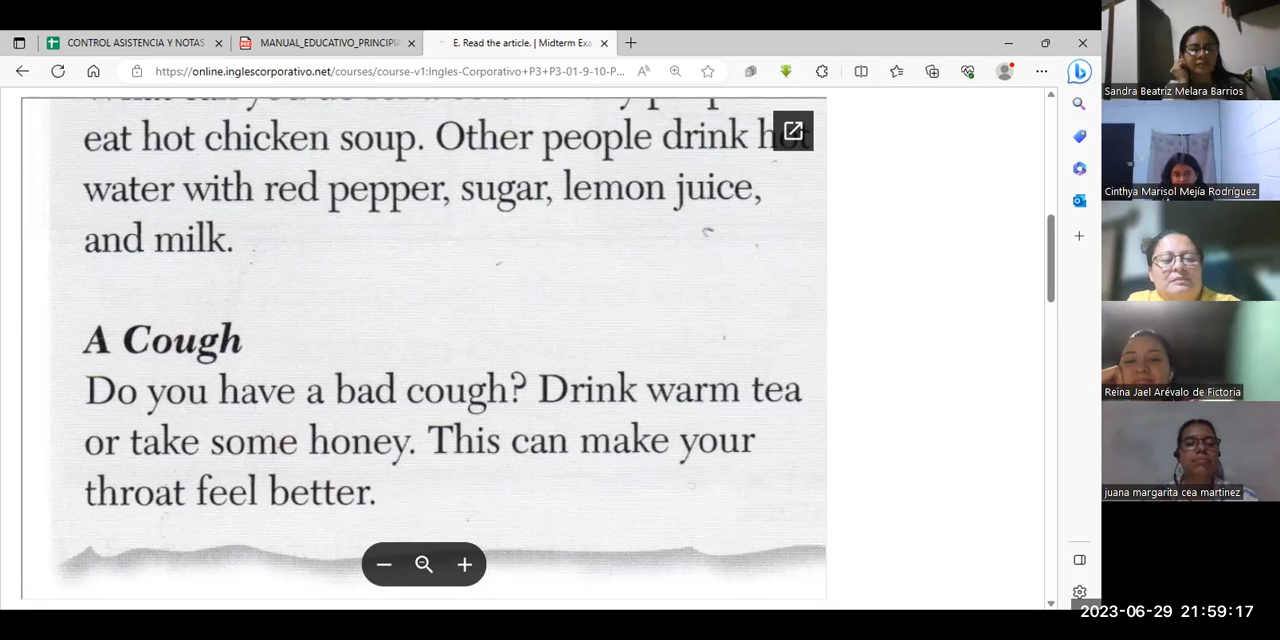 CONTROL ASISTENCIA Y NOTAS
MANUAL_EDUCATIVO_PRINCIPI
E. Read the article. | Midterm Exa
https://online.inglescorporativo.net/courses/course-v1:Ingles-Corporativo+P3+P3-01-9-10-P...
eat hot chicken soup. Other people drink hot
water with red pepper, sugar, lemon juice,
and milk.
A Cough
Do you have a bad cough? Drink warm tea
or take some honey. This can make your
throat feel better.
Sandra Beatriz Melara Barrios
Cinthya Marisol Mejía Rodríguez
Reina Jael Arévalo de Fictoria
juana margarita cea martinez
2023-06-29 21:59:17